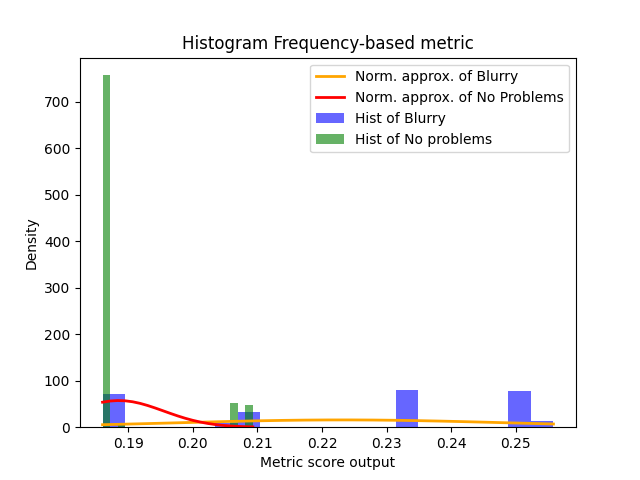 Histogram Frequency-based metric
Norm. approx. of Blurry
Norm. approx. of No Problems
Hist of Blurry
Hist of No problems
Density
700
600
500
400
300
200
100
0
0.19 0.20 0.21 0.22 0.23 0.24 0.25
Metric score output